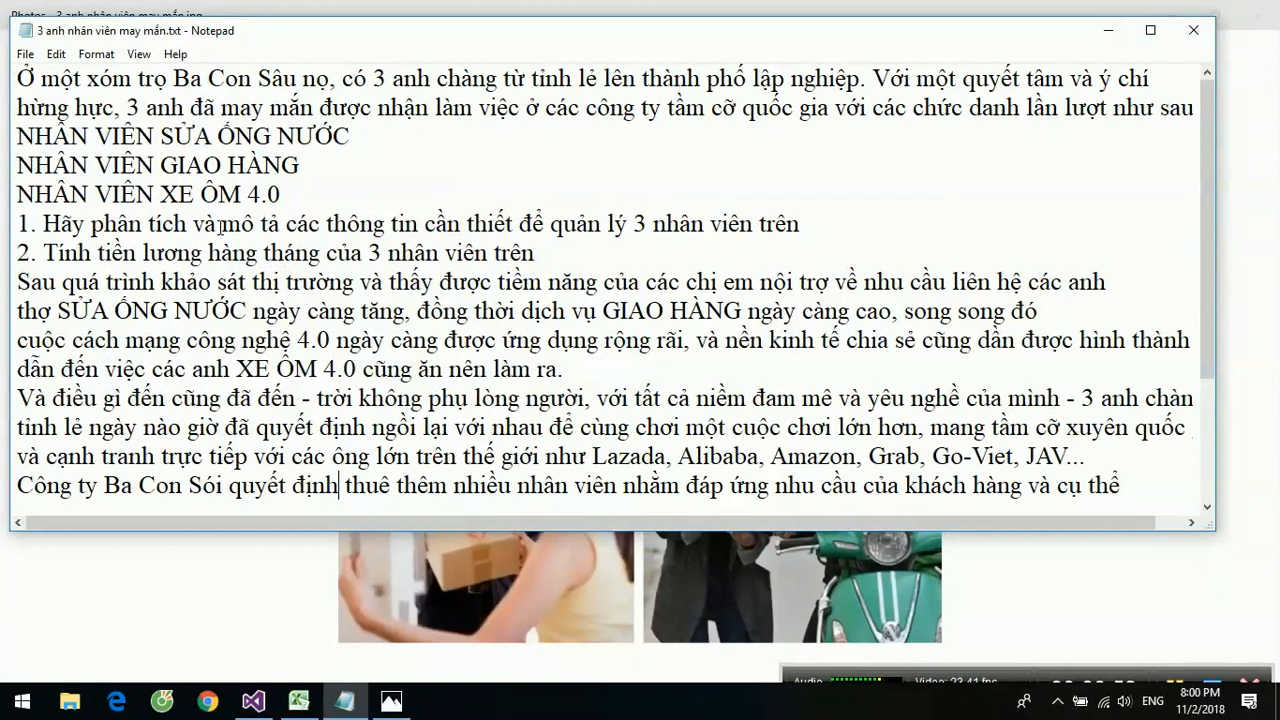 Photos - 3 anh nhân viên may mắn.jpg
3 anh nhân viên may mắn.txt - Notepad
File Edit Format View Help
Ở một xóm trọ Ba Con Sâu nọ, có 3 anh chàng từ tỉnh lẻ lên thành phố lập nghiệp. Với một quyết tâm và ý chí
hừng hực, 3 anh đã may mắn được nhận làm việc ở các công ty tầm cỡ quốc gia với các chức danh lần lượt như sau
NHÂN VIÊN SỬA ỐNG NƯỚC
NHÂN VIÊN GIAO HÀNG
NHÂN VIÊN XE ÔM 4.0
1. Hãy phân tích và mô tả các thông tin cần thiết để quản lý 3 nhân viên trên
2. Tính tiền lương hàng tháng của 3 nhân viên trên
Sau quá trình khảo sát thị trường và thấy được tiềm năng của các chị em nội trợ về nhu cầu liên hệ các anh
thợ SỬA ỐNG NƯỚC ngày càng tăng, đồng thời dịch vụ GIAO HÀNG ngày càng cao, song song đó
cuộc cách mạng công nghệ 4.0 ngày càng được ứng dụng rộng rãi, và nền kinh tế chia sẻ cũng dần được hình thành
dẫn đến việc các anh XE ÔM 4.0 cũng ăn nên làm ra.
Và điều gì đến cũng đã đến - trời không phụ lòng người, với tất cả niềm đam mê và yêu nghề của mình - 3 anh chàn
tỉnh lẻ ngày nào giờ đã quyết định ngồi lại với nhau để cùng chơi một cuộc chơi lớn hơn, mang tầm cỡ xuyên quốc
và cạnh tranh trực tiếp với các ông lớn trên thế giới như Lazada, Alibaba, Amazon, Grab, Go-Viet, JAV...
Công ty Ba Con Sói quyết định thuê thêm nhiều nhân viên nhằm đáp ứng nhu cầu của khách hàng và cụ thể
Audio Video: 23.41 fps
ENG
8:00 PM
11/2/2018